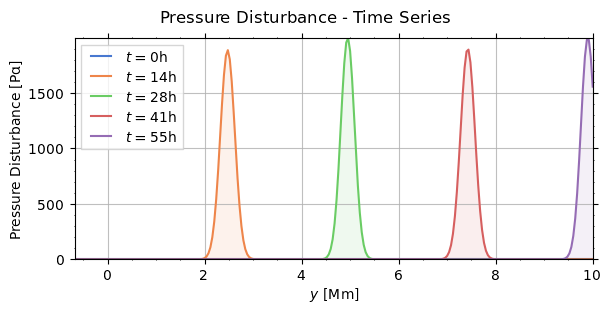 Pressure Disturbance - Time Series
Pressure Disturbance [Pa]
1500
1000
500
0
t = 0h
t = 14h
t = 28h
t = 41h
t = 55h
0 2 4 6 8 10
y [Mm]